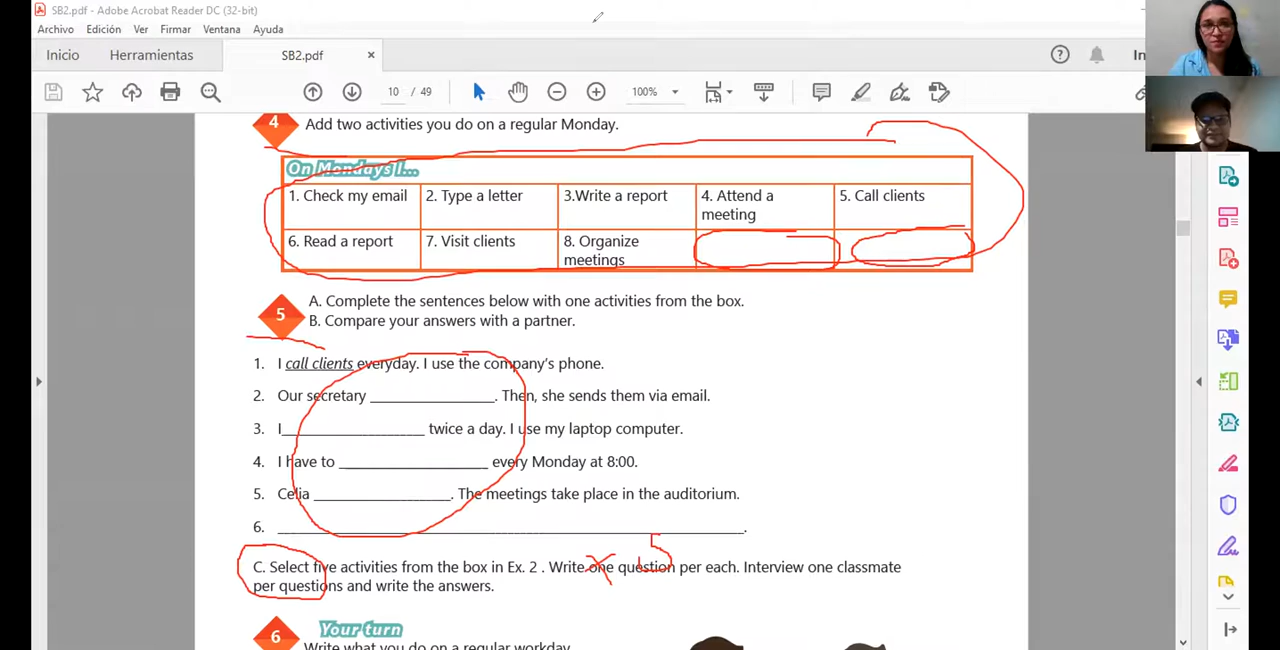 SB2.pdf - Adobe Acrobat Reader DC (32-bit)
Archivo Edición Ver Firmar Ventana Ayuda
Inicio Herramientas SB2.pdf × In
10 / 49 100%
4 Add two activities you do on a regular Monday.
On Mondays I...
1. Check my email 2. Type a letter 3.Write a report 4. Attend a meeting 5. Call clients
6. Read a report 7. Visit clients 8. Organize meetings
5 A. Complete the sentences below with one activities from the box.
B. Compare your answers with a partner.
1. I call clients everyday. I use the company's phone.
2. Our secretary _______________. Then, she sends them via email.
3. I_________________ twice a day. I use my laptop computer.
4. I have to __________________ every Monday at 8:00.
5. Celia _________________. The meetings take place in the auditorium.
6. _________________________________________________________.
x 5
C. Select five activities from the box in Ex. 2 . Write one question per each. Interview one classmate
per questions and write the answers.
6 Your turn
Write what you do on a regular workday.